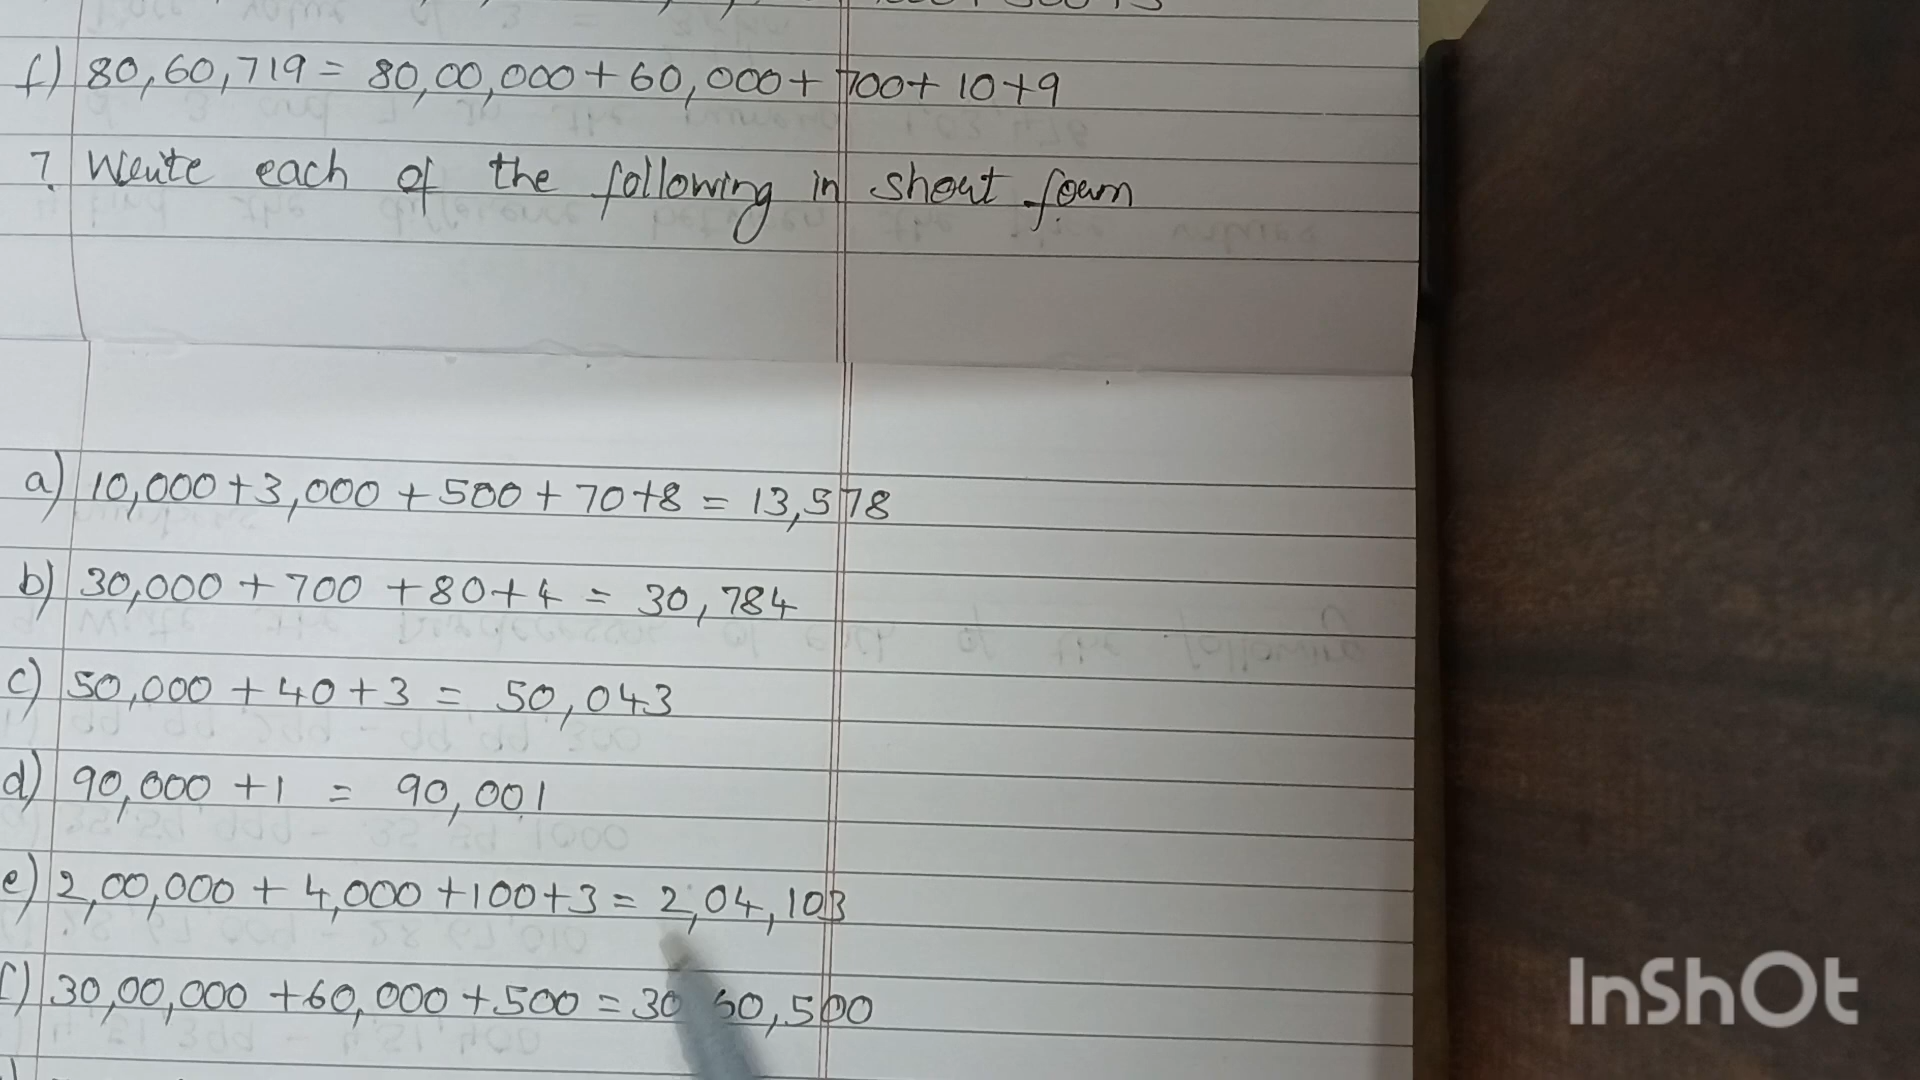 f) 80,60,719 = 80,00,000 + 60,000 + 700 + 10 + 9
7. Write each of the following in short form
a) 10,000 + 3,000 + 500 + 70 + 8 = 13,578
b) 30,000 + 700 + 80 + 4 = 30,784
c) 50,000 + 40 + 3 = 50,043
d) 90,000 + 1 = 90,001
e) 2,00,000 + 4,000 + 100 + 3 = 2,04,103
f) 30,00,000 + 60,000 + 500 = 30 60,500
InShOt